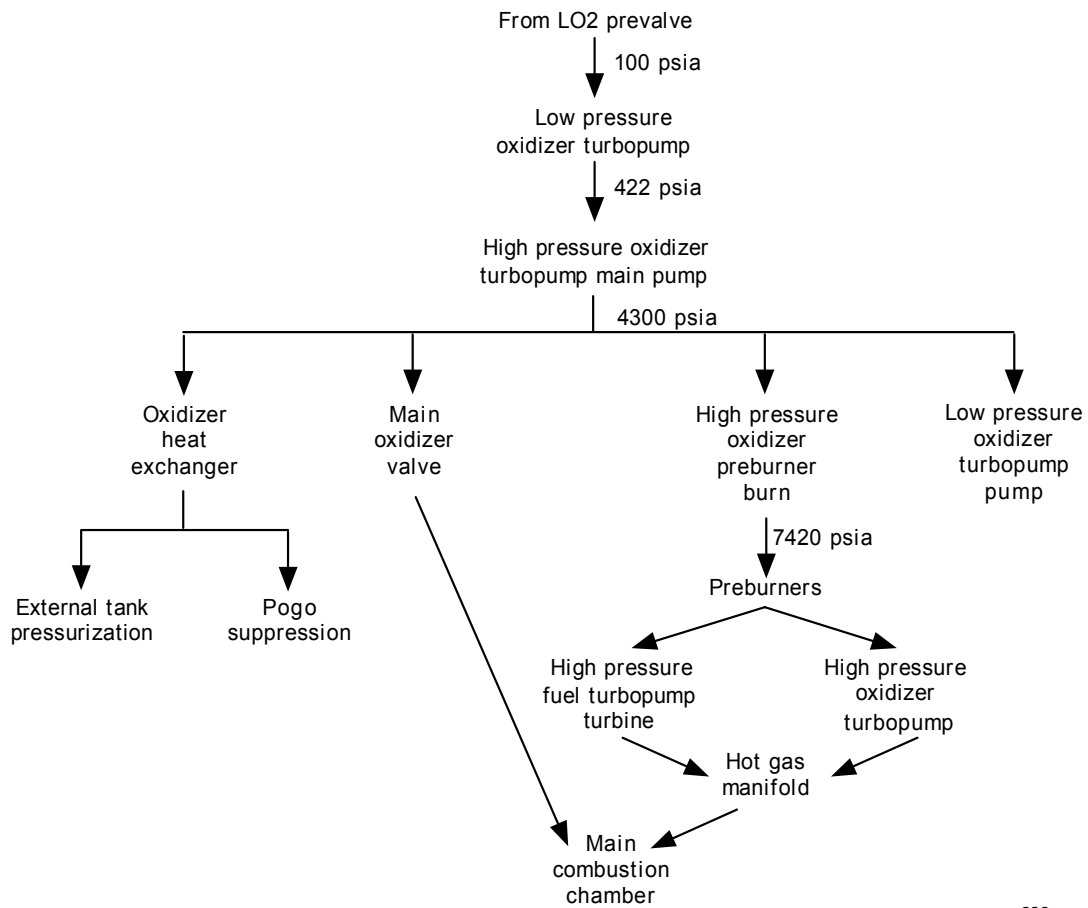 From LO2 prevalve
100 psia
Low pressure
oxidizer turbopump
422 psia
High pressure oxidizer
turbopump main pump
4300 psia
Oxidizer
heat
exchanger
Main
oxidizer
valve
High pressure
oxidizer
preburner
burn
Low pressure
oxidizer
turbopump
pump
7420 psia
External tank
pressurization
Pogo
suppression
Preburners
High pressure
fuel turbopump
turbine
High pressure
oxidizer
turbopump
Hot gas
manifold
Main
combustion
chamber